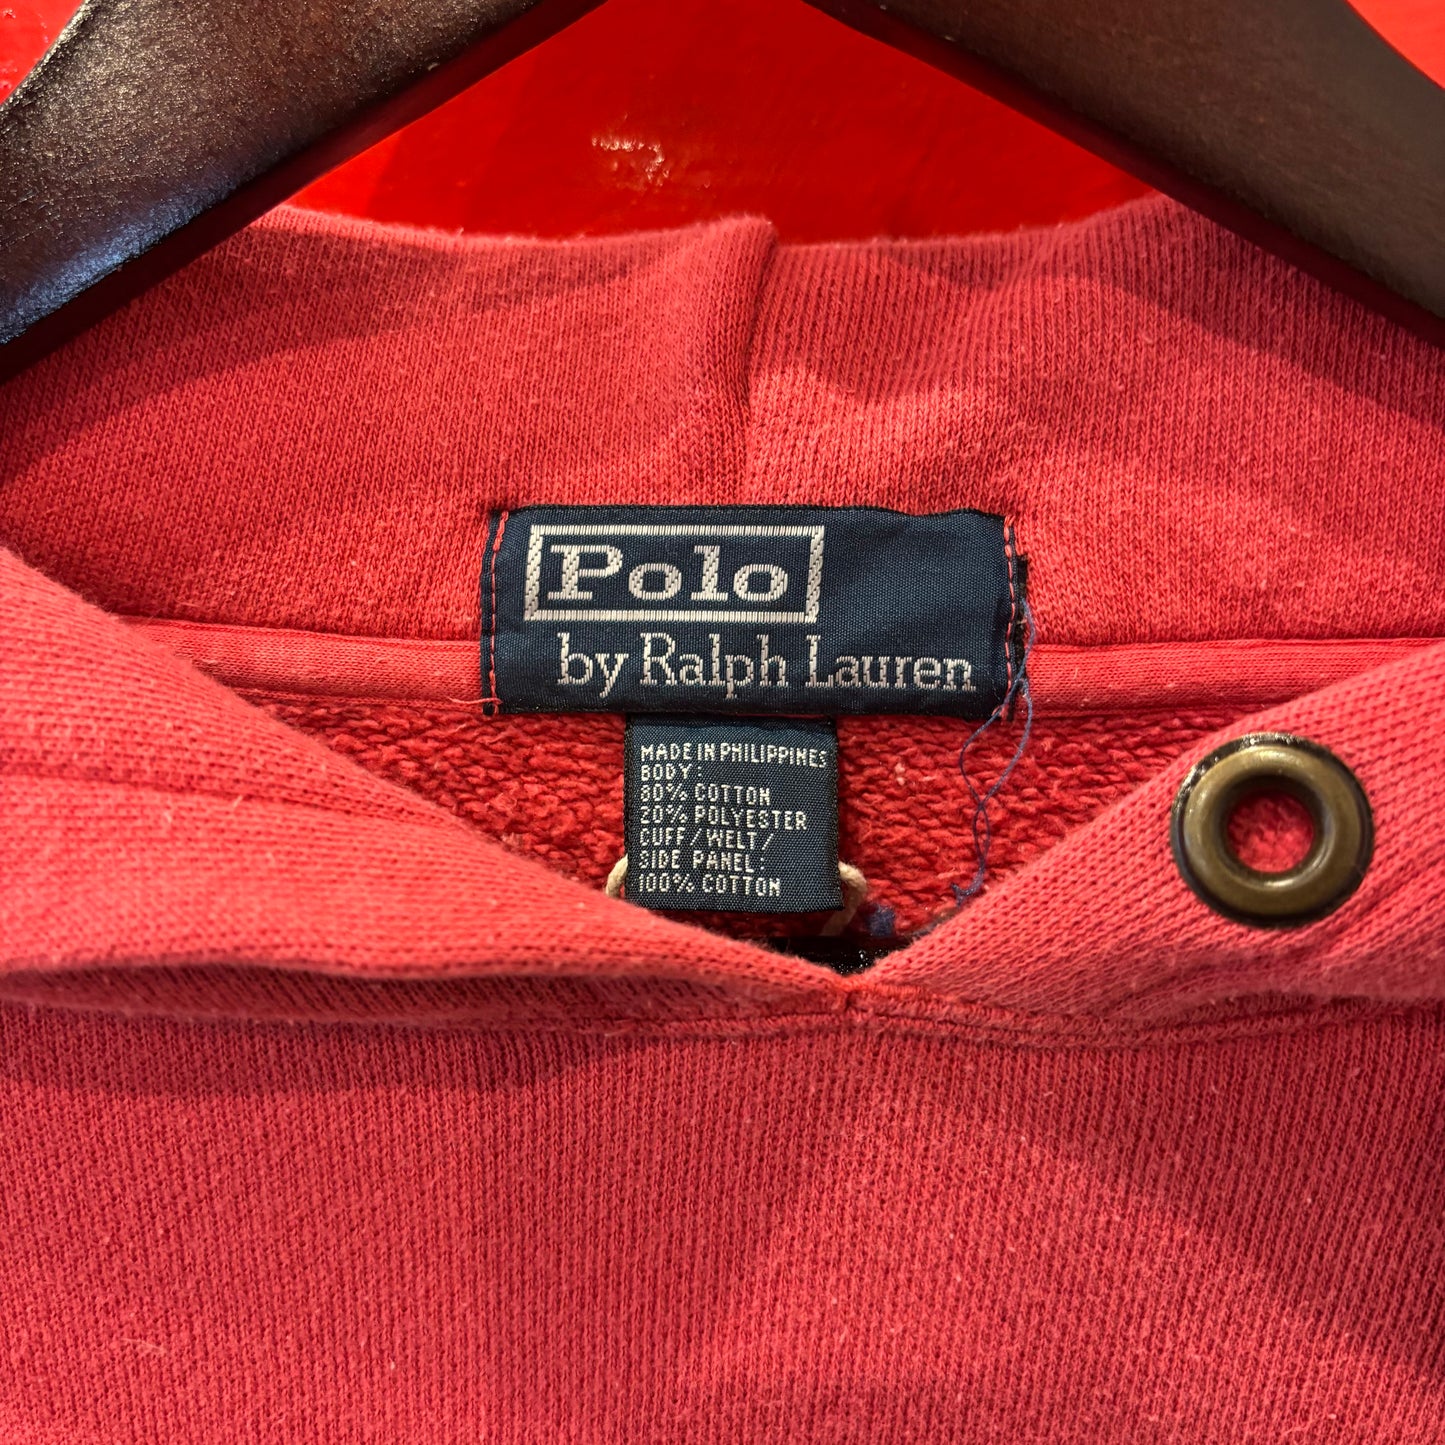 Polo
by Ralph Lauren
MADE IN PHILIPPINES
BODY:
80% COTTON
20% POLYESTER
CUFF/WELT/
SIDE PANEL:
100% COTTON